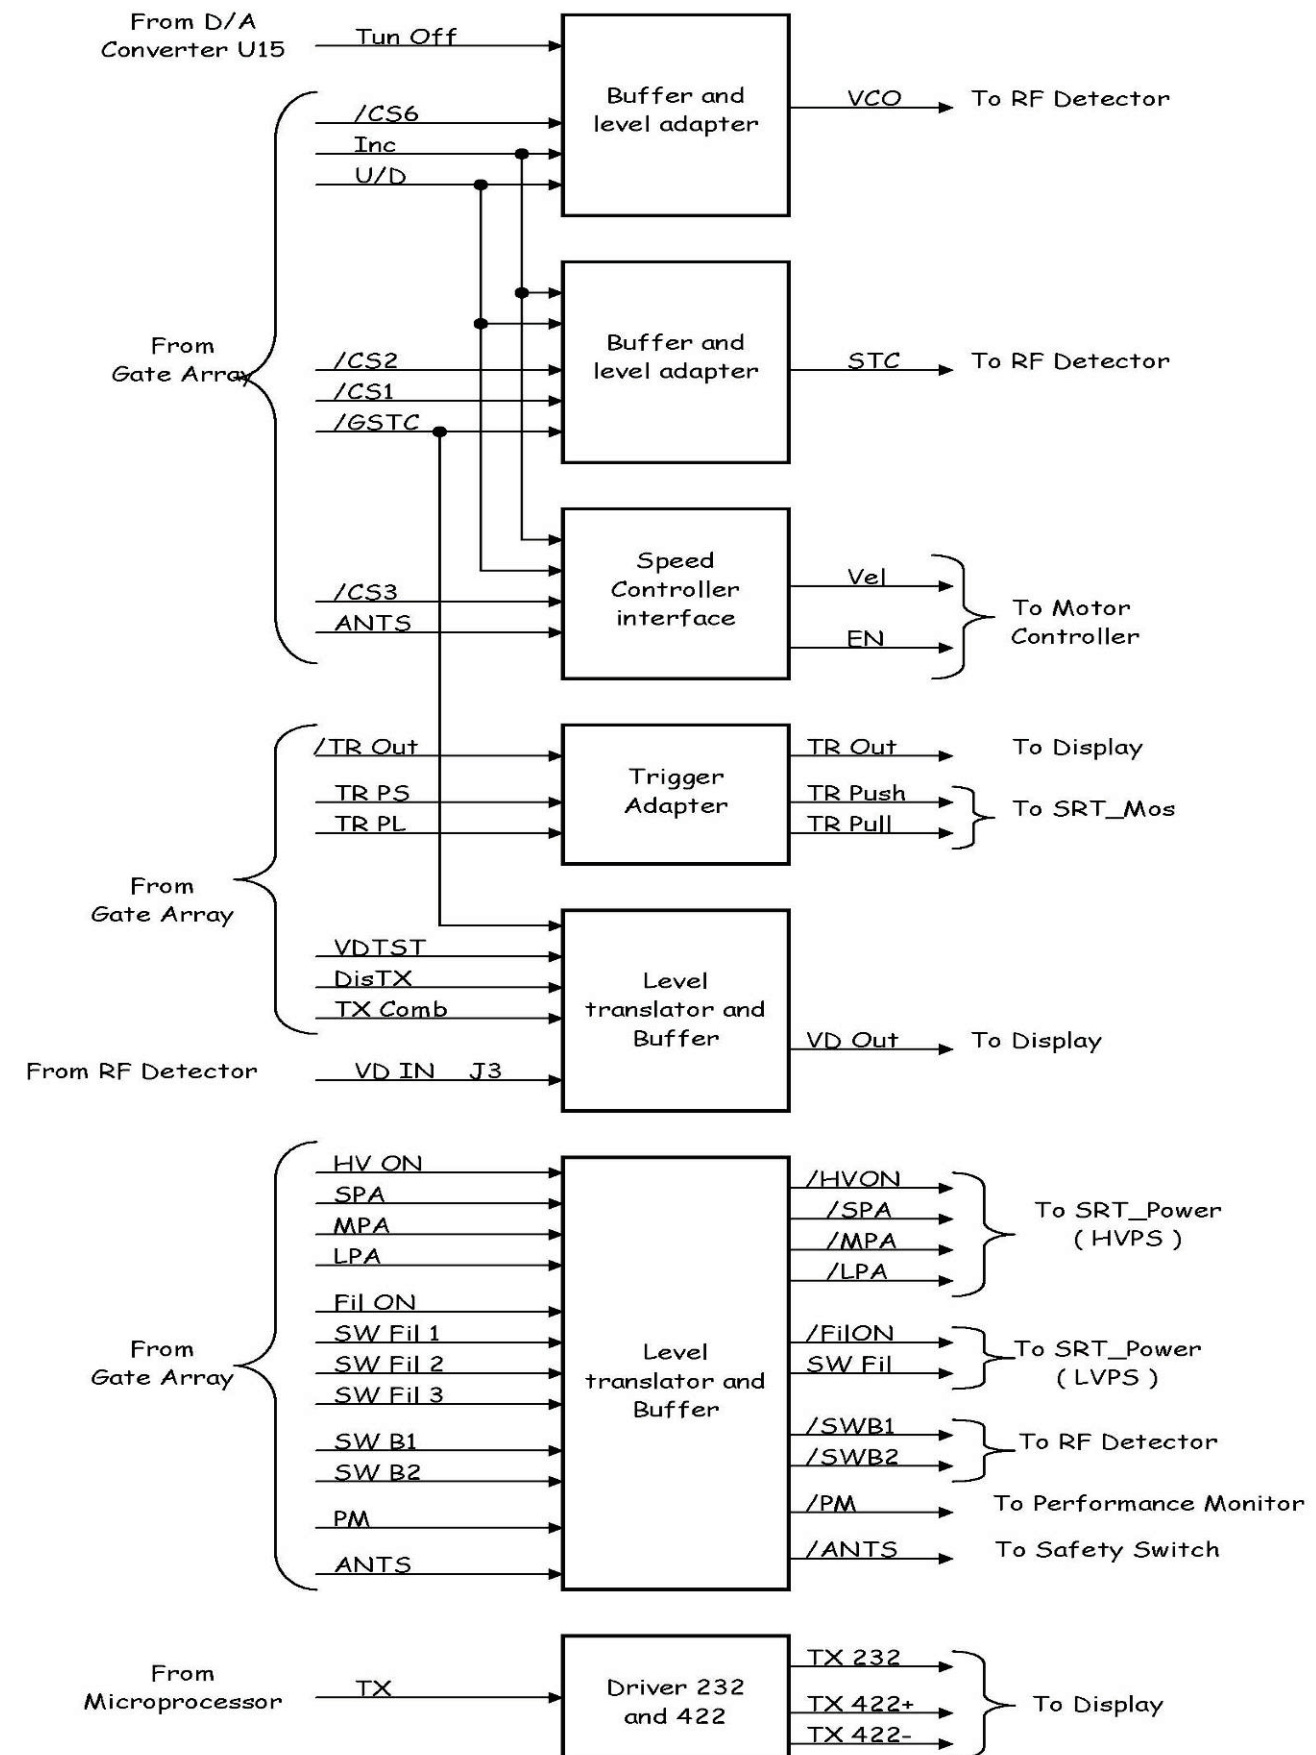 From D/A
Converter U15
Tun Off
Buffer and
level adapter
VCO
To RF Detector
/CS6
Inc
U/D
From
Gate Array
Buffer and
level adapter
STC
To RF Detector
/CS2
/CS1
/GSTC
Speed
Controller
interface
Vel
EN
To Motor
Controller
/CS3
ANTS
/TR Out
TR PS
TR PL
Trigger
Adapter
TR Out
To Display
TR Push
TR Pull
To SRT_Mos
From
Gate Array
VDTST
DisTX
TX Comb
Level
translator and
Buffer
VD Out
To Display
From RF Detector
VD IN J3
HV ON
SPA
MPA
LPA
Fil ON
SW Fil 1
SW Fil 2
SW Fil 3
SW B1
SW B2
PM
ANTS
From
Gate Array
Level
translator and
Buffer
/HVON
/SPA
/MPA
/LPA
To SRT_Power
( HVPS )
/FilON
SW Fil
To SRT_Power
( LVPS )
/SWB1
/SWB2
To RF Detector
/PM
To Performance Monitor
/ANTS
To Safety Switch
From
Microprocessor
TX
Driver 232
and 422
TX 232
TX 422+
TX 422-
To Display